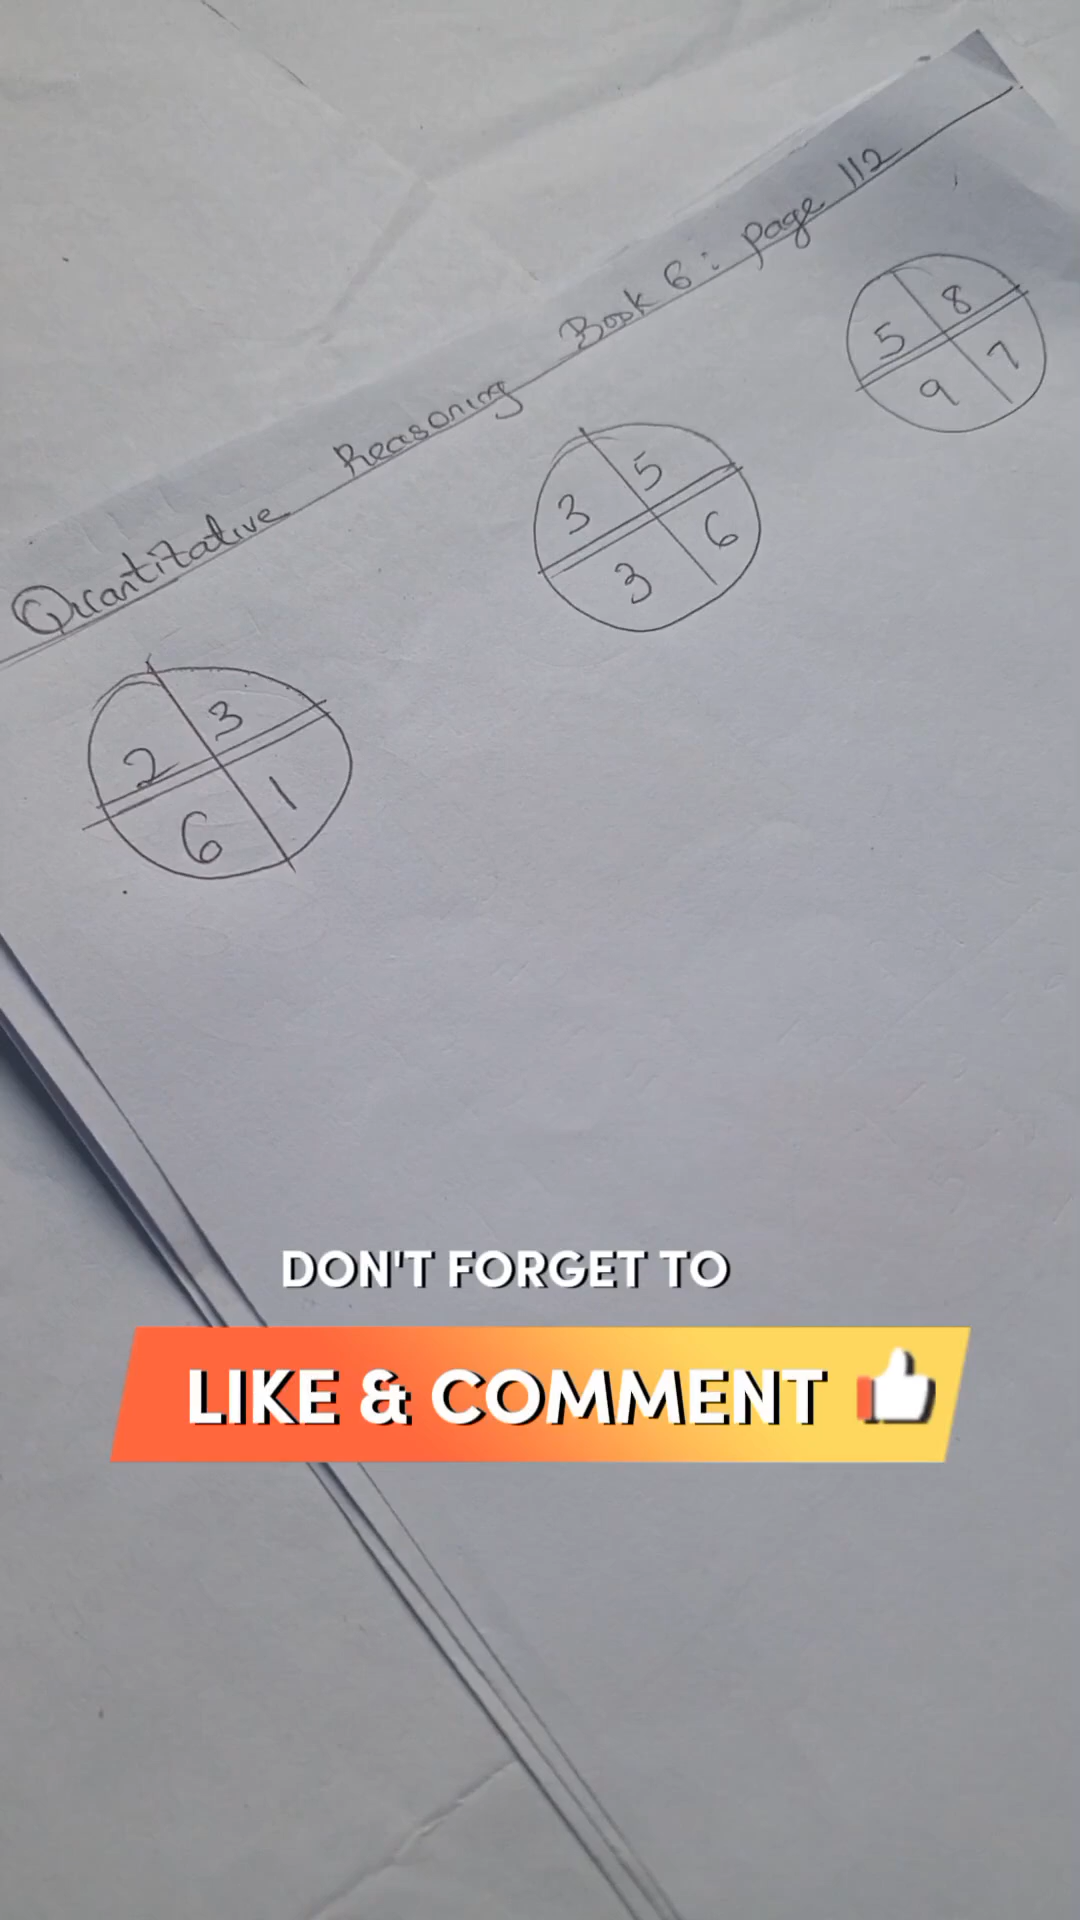 Quantitative Reasoning Book 6: page 112
2 3
6 1
3 5
3 6
5 8
9 7
DON'T FORGET TO
LIKE & COMMENT